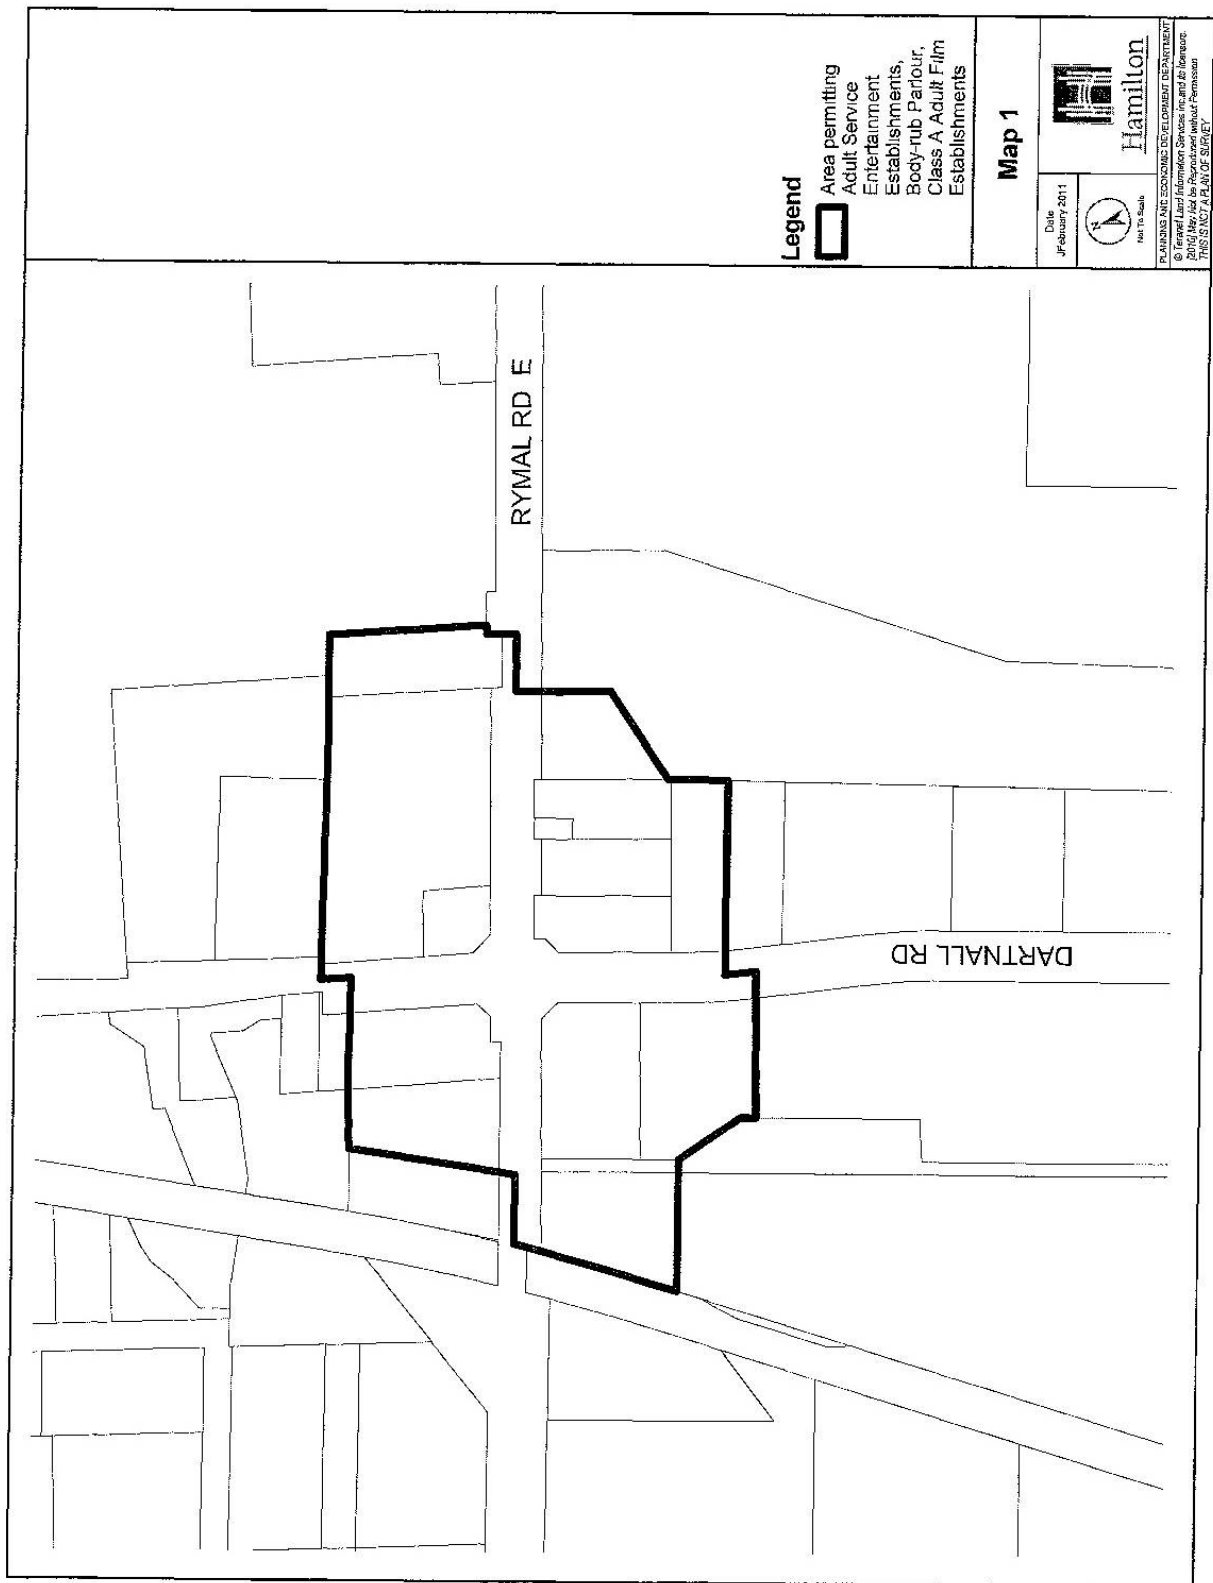 RYMAL RD E
DARTNALL RD
Legend
Area permitting
Adult Service
Entertainment
Establishments,
Body-rub Parlour,
Class A Adult Film
Establishments
Map 1
Date
JFebruary 2011
N
Not To Scale
Hamilton
PLANNING AND ECONOMIC DEVELOPMENT DEPARTMENT
© Teranet Land Information Services Inc. and its licensors.
[2010] May Not be Reproduced without Permission
THIS IS NOT A PLAN OF SURVEY